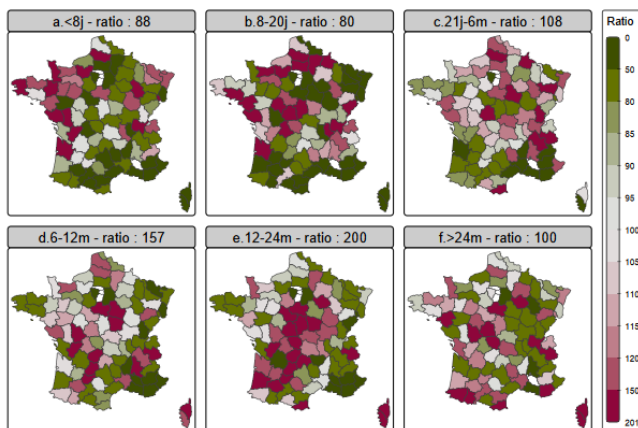 a.<8j - ratio : 88
b.8-20j - ratio : 80
c.21j-6m - ratio : 108
d.6-12m - ratio : 157
e.12-24m - ratio : 200
f.>24m - ratio : 100
Ratio
0
50
85
90
95
100
105
110
115
120
150
201